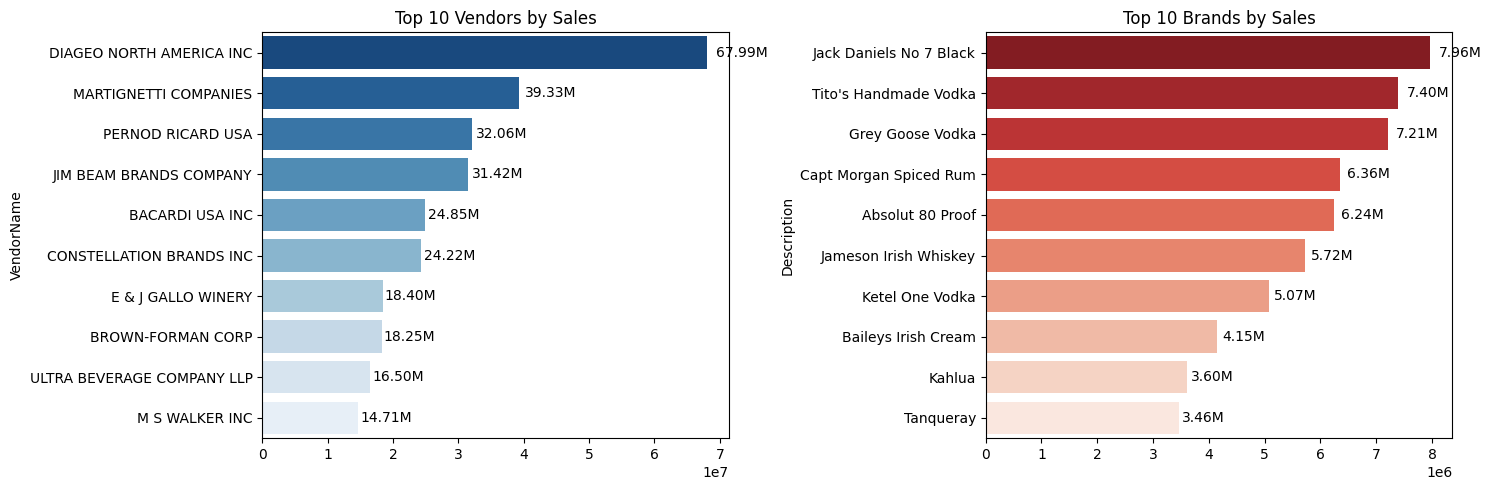 Top 10 Vendors by Sales
VendorName
DIAGEO NORTH AMERICA INC 67.99M
MARTIGNETTI COMPANIES 39.33M
PERNOD RICARD USA 32.06M
JIM BEAM BRANDS COMPANY 31.42M
BACARDI USA INC 24.85M
CONSTELLATION BRANDS INC 24.22M
E & J GALLO WINERY 18.40M
BROWN-FORMAN CORP 18.25M
ULTRA BEVERAGE COMPANY LLP 16.50M
M S WALKER INC 14.71M
0 1 2 3 4 5 6 7
1e7
Top 10 Brands by Sales
Description
Jack Daniels No 7 Black 7.96M
Tito's Handmade Vodka 7.40M
Grey Goose Vodka 7.21M
Capt Morgan Spiced Rum 6.36M
Absolut 80 Proof 6.24M
Jameson Irish Whiskey 5.72M
Ketel One Vodka 5.07M
Baileys Irish Cream 4.15M
Kahlua 3.60M
Tanqueray 3.46M
0 1 2 3 4 5 6 7 8
1e6